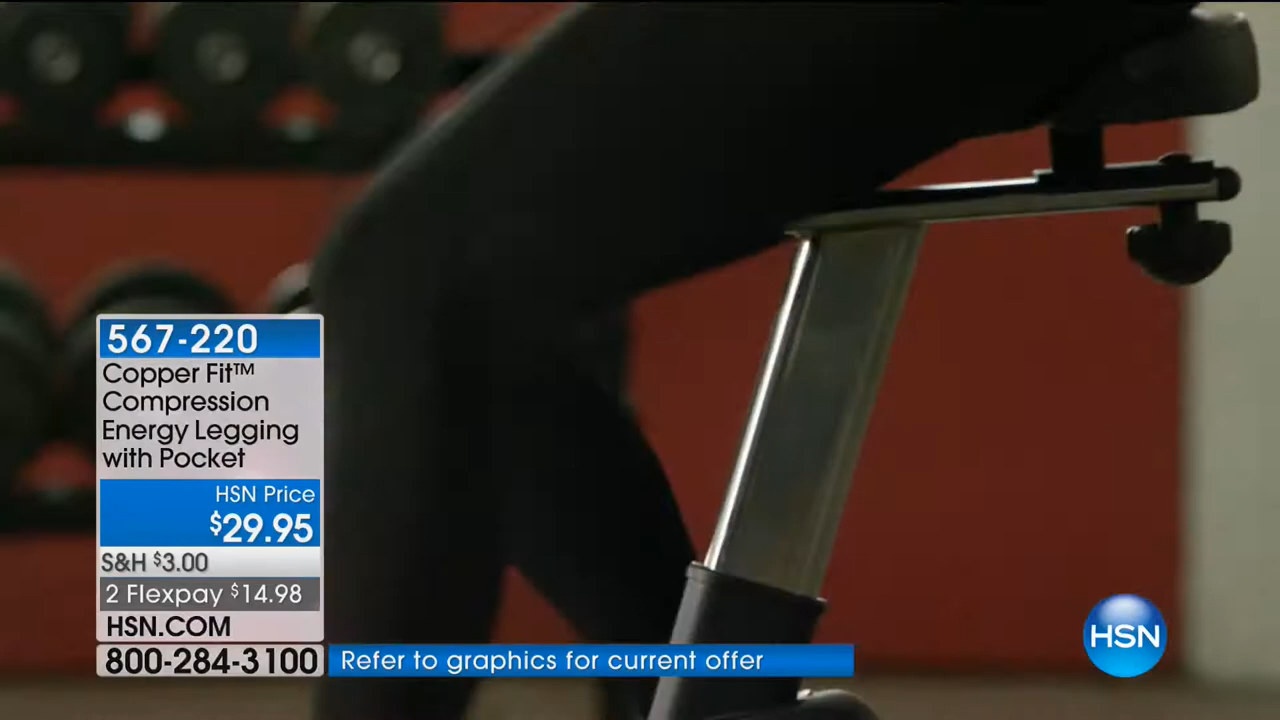 567-220
Copper Fit™
Compression
Energy Legging
with Pocket
HSN Price
$29.95
S&H $3.00
2 Flexpay $14.98
HSN.COM
800-284-3100
Refer to graphics for current offer
HSN